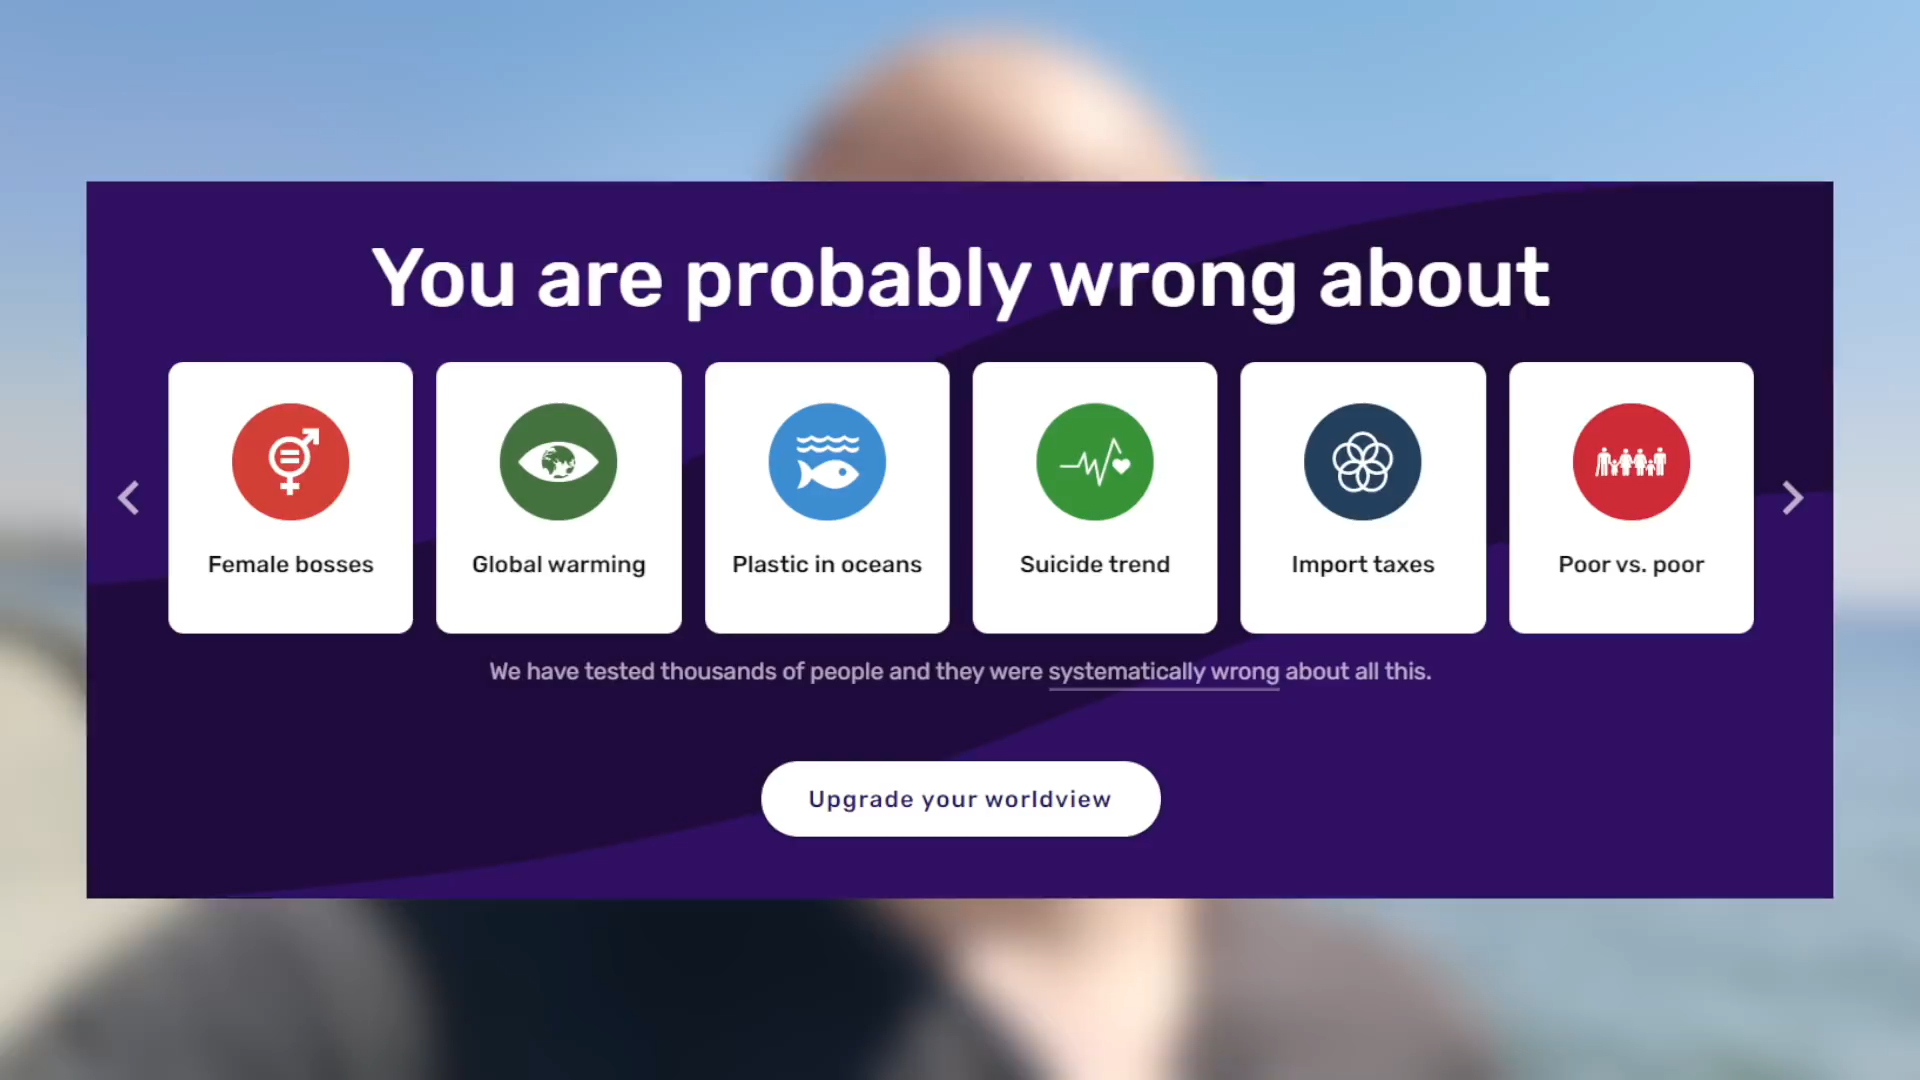 You are probably wrong about
Female bosses
Global warming
Plastic in oceans
Suicide trend
Import taxes
Poor vs. poor
We have tested thousands of people and they were systematically wrong about all this.
Upgrade your worldview